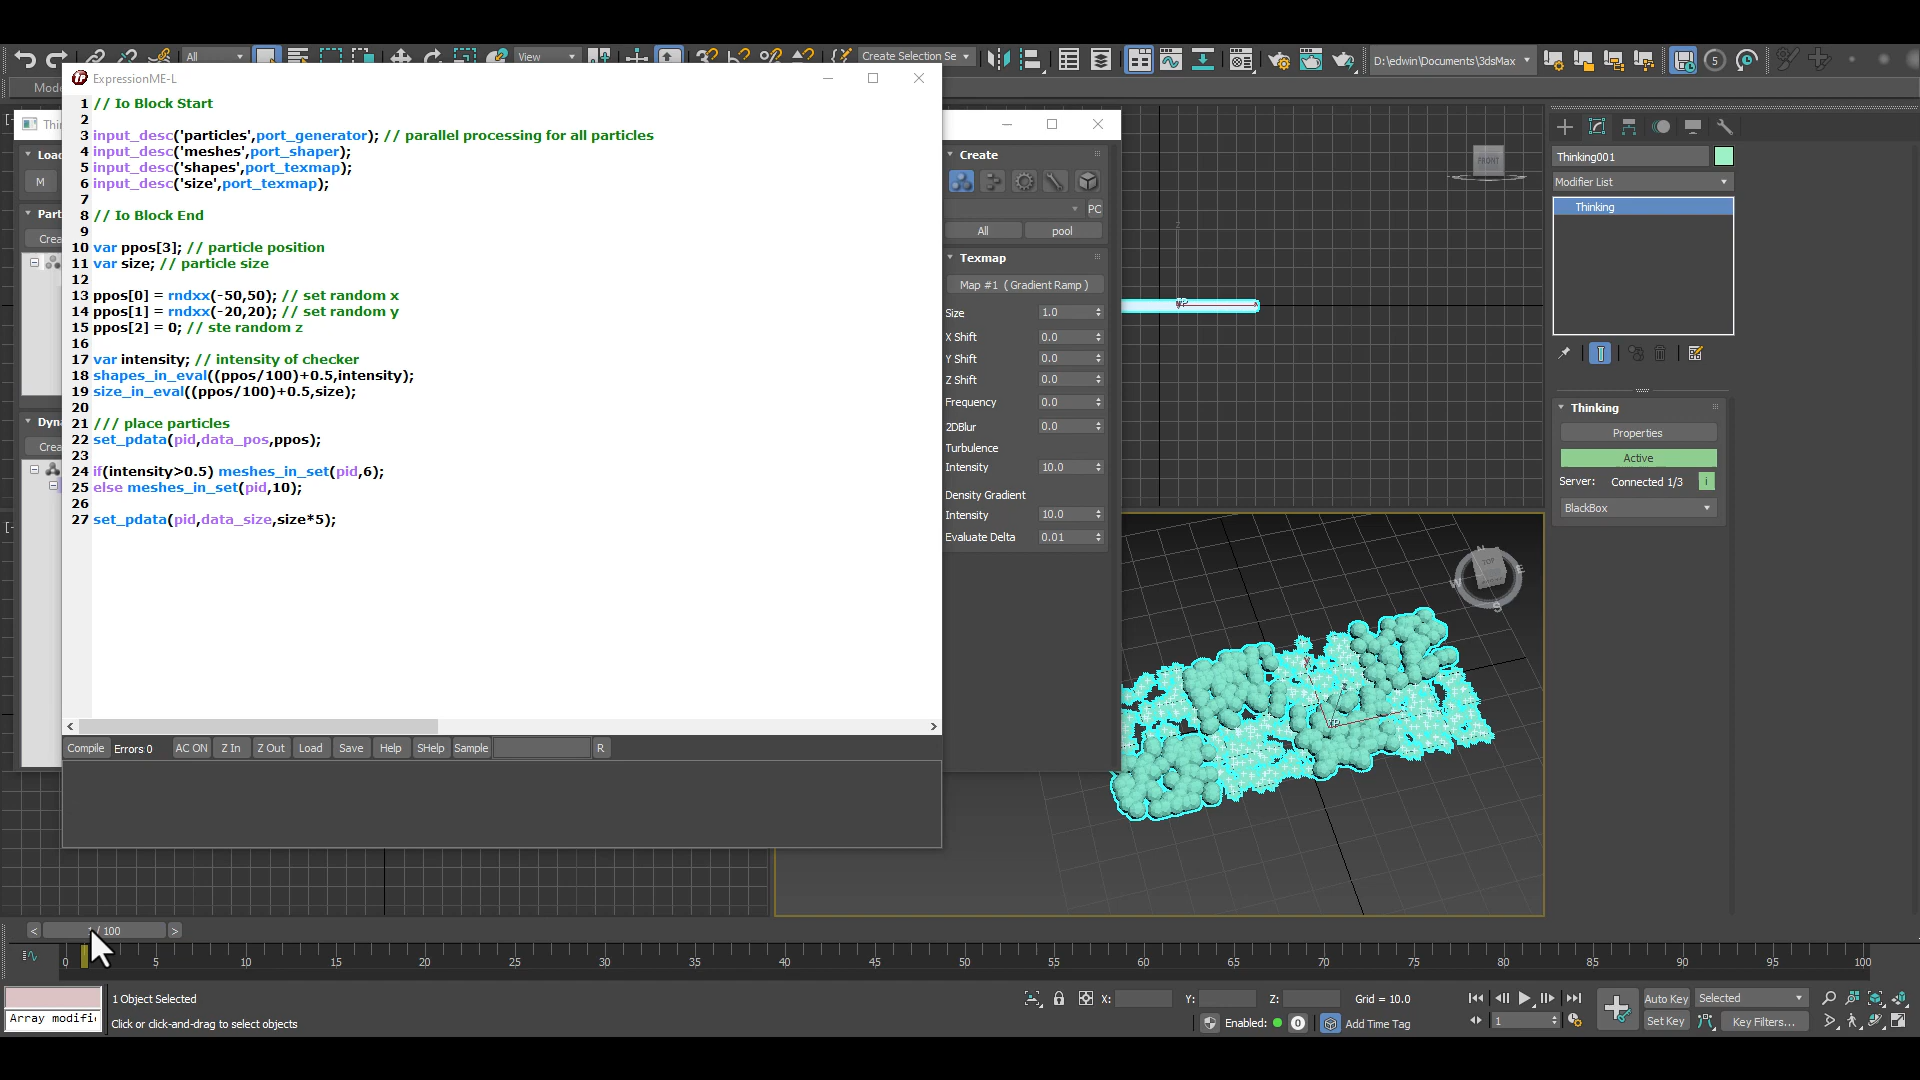 All
View
Create Selection Se
D:\edwin\Documents\3dsMax
5
ExpressionME-L
1 // Io Block Start
2
3 input_desc('particles',port_generator); // parallel processing for all particles
4 input_desc('meshes',port_shaper);
5 input_desc('shapes',port_texmap);
6 input_desc('size',port_texmap);
7
8 // Io Block End
9
10 var ppos[3]; // particle position
11 var size; // particle size
12
13 ppos[0] = rndxx(-50,50); // set random x
14 ppos[1] = rndxx(-20,20); // set random y
15 ppos[2] = 0; // ste random z
16
17 var intensity; // intensity of checker
18 shapes_in_eval((ppos/100)+0.5,intensity);
19 size_in_eval((ppos/100)+0.5,size);
20
21 /// place particles
22 set_pdata(pid,data_pos,ppos);
23
24 if(intensity>0.5) meshes_in_set(pid,6);
25 else meshes_in_set(pid,10);
26
27 set_pdata(pid,data_size,size*5);
Compile
Errors 0
AC ON
Z In
Z Out
Load
Save
Help
SHelp
Sample
R
Mode
Thi
Load
M
Part
Crea
Dyna
Crea
Create
PC
All
pool
Texmap
Map #1 (Gradient Ramp)
Size 1.0
X Shift 0.0
Y Shift 0.0
Z Shift 0.0
Frequency 0.0
2DBlur 0.0
Turbulence
Intensity 10.0
Density Gradient
Intensity 10.0
Evaluate Delta 0.01
FRONT
TOP
Thinking001
Modifier List
Thinking
Thinking
Properties
Active
Server: Connected 1/3 i
BlackBox
1 / 100
0 5 10 15 20 25 30 35 40 45 50 55 60 65 70 75 80 85 90 95 100
Array modifi
1 Object Selected
Click or click-and-drag to select objects
X:
Y:
Z:
Grid = 10.0
Enabled:
0
Add Time Tag
1
Auto Key
Selected
Set Key
Key Filters...